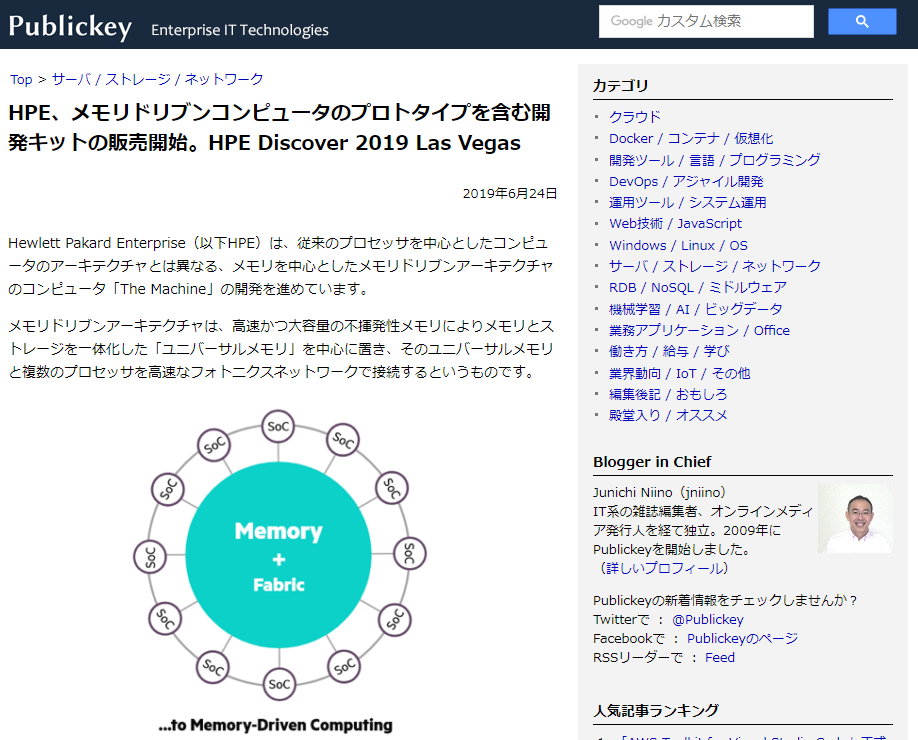 Publickey Enterprise IT Technologies
Google カスタム検索
Top > サーバ / ストレージ / ネットワーク
HPE、メモリドリブンコンピュータのプロトタイプを含む開
発キットの販売開始。HPE Discover 2019 Las Vegas
2019年6月24日
Hewlett Pakard Enterprise（以下HPE）は、従来のプロセッサを中心としたコンピュ
ータのアーキテクチャとは異なる、メモリを中心としたメモリドリブンアーキテクチャ
のコンピュータ「The Machine」の開発を進めています。
メモリドリブンアーキテクチャは、高速かつ大容量の不揮発性メモリによりメモリとス
トレージを一体化した「ユニバーサルメモリ」を中心に置き、そのユニバーサルメモリ
と複数のプロセッサを高速なフォトニクスネットワークで接続するというものです。
SoC
SoC
SoC
SoC
SoC
SoC
SoC
SoC
SoC
SoC
SoC
SoC
Memory
+
Fabric
...to Memory-Driven Computing
カテゴリ
クラウド
Docker / コンテナ / 仮想化
開発ツール / 言語 / プログラミング
DevOps / アジャイル開発
運用ツール / システム運用
Web技術 / JavaScript
Windows / Linux / OS
サーバ / ストレージ / ネットワーク
RDB / NoSQL / ミドルウェア
機械学習 / AI / ビッグデータ
業務アプリケーション / Office
働き方 / 給与 / 学び
業界動向 / IoT / その他
編集後記 / おもしろ
殿堂入り / オススメ
Blogger in Chief
Junichi Niino（jniino）
IT系の雑誌編集者、オンラインメディ
ア発行人を経て独立。2009年に
Publickeyを開始しました。
（詳しいプロフィール）
Publickeyの新着情報をチェックしませんか？
Twitterで ： @Publickey
Facebookで ： Publickeyのページ
RSSリーダーで ： Feed
人気記事ランキング